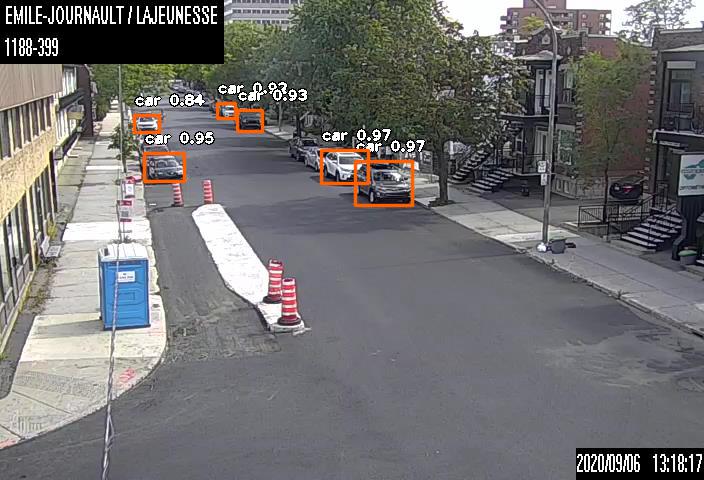 EMILE-JOURNAULT / LAJEUNESSE
1188-399
car 0.84
car 0.93
car 0.95
car 0.97
car 0.97
2020/09/06 13:18:17